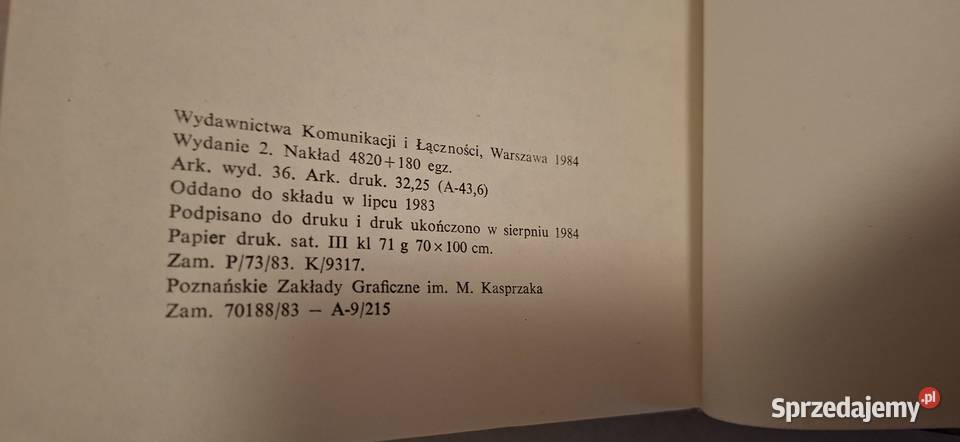 Wydawnictwa Komunikacji i Łączności, Warszawa 1984
Wydanie 2. Nakład 4820+180 egz.
Ark. wyd. 36. Ark. druk. 32,25 (A-43,6)
Oddano do składu w lipcu 1983
Podpisano do druku i druk ukończono w sierpniu 1984
Papier druk. sat. III kl 71 g 70×100 cm.
Zam. P/73/83. K/9317.
Poznańskie Zakłady Graficzne im. M. Kasprzaka
Zam. 70188/83 — A-9/215
Sprzedajemy.pl